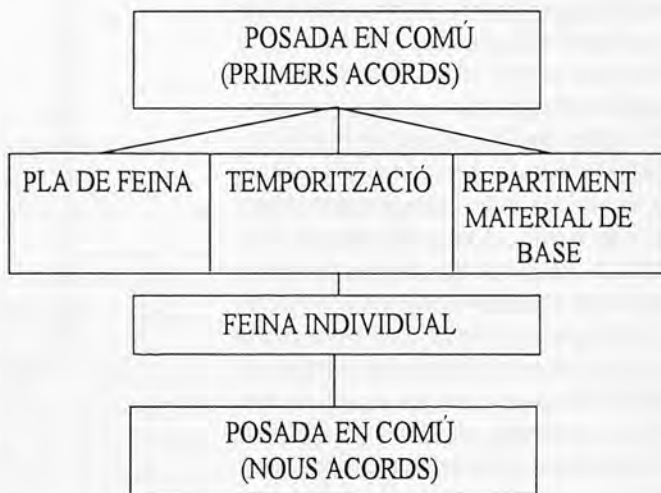 POSADA EN COMÚ
(PRIMERS ACORDS)
PLA DE FEINA
TEMPORITZACIÓ
REPARTIMENT
MATERIAL DE
BASE
FEINA INDIVIDUAL
POSADA EN COMÚ
(NOUS ACORDS)